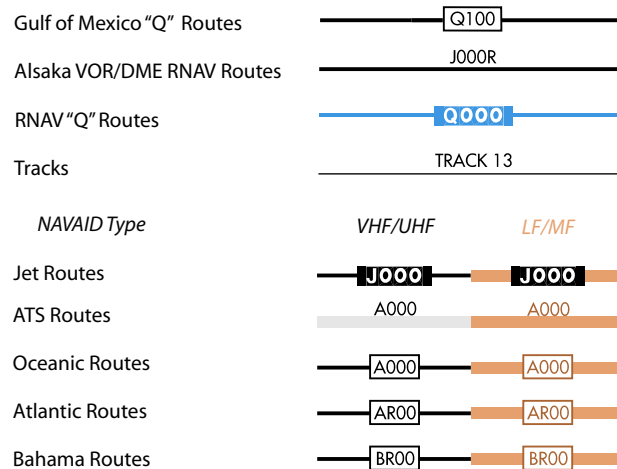 Gulf of Mexico “Q” Routes Q100
Alsaka VOR/DME RNAV Routes J000R
RNAV “Q” Routes Q000
Tracks TRACK 13
NAVAID Type VHF/UHF LF/MF
Jet Routes J000 J000
ATS Routes A000 A000
Oceanic Routes A000 A000
Atlantic Routes AR00 AR00
Bahama Routes BR00 BR00